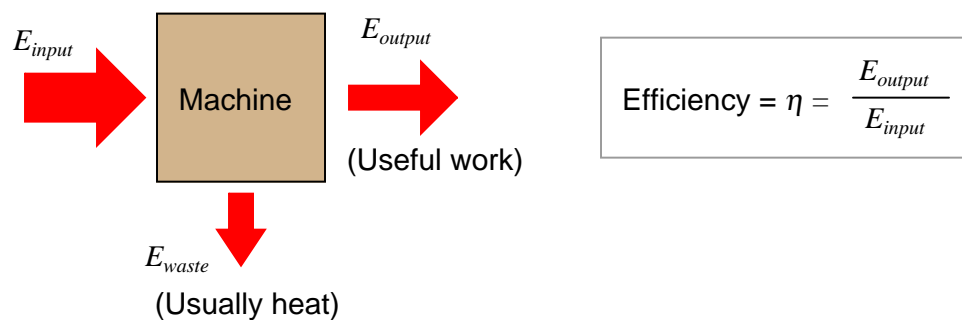 E_input
E_output
Machine
(Useful work)
E_waste
(Usually heat)
Efficiency = η = E_output
E_input